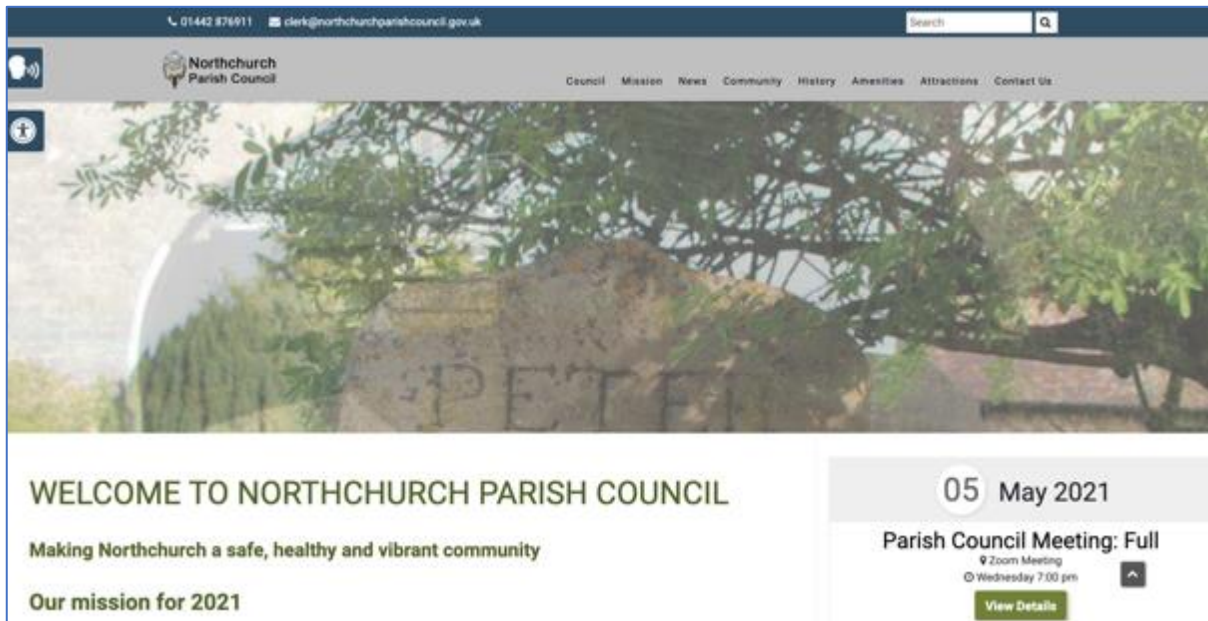 01442 876911 clerk@northchurchparishcouncil.gov.uk Search
Northchurch
Parish Council
Council Mission News Community History Amenities Attractions Contact Us
PETER
WELCOME TO NORTHCHURCH PARISH COUNCIL
Making Northchurch a safe, healthy and vibrant community
Our mission for 2021
05 May 2021
Parish Council Meeting: Full
Zoom Meeting
Wednesday 7:00 pm
View Details